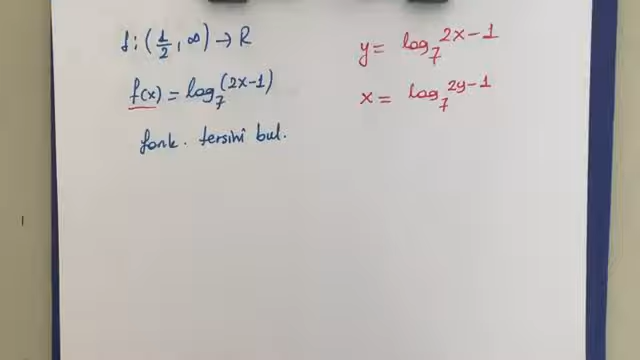 f: (1/2, ∞) → R
f(x) = log₇(2x-1)
fonk. tersini bul.
y = log₇ 2x-1
x = log₇ 2y-1